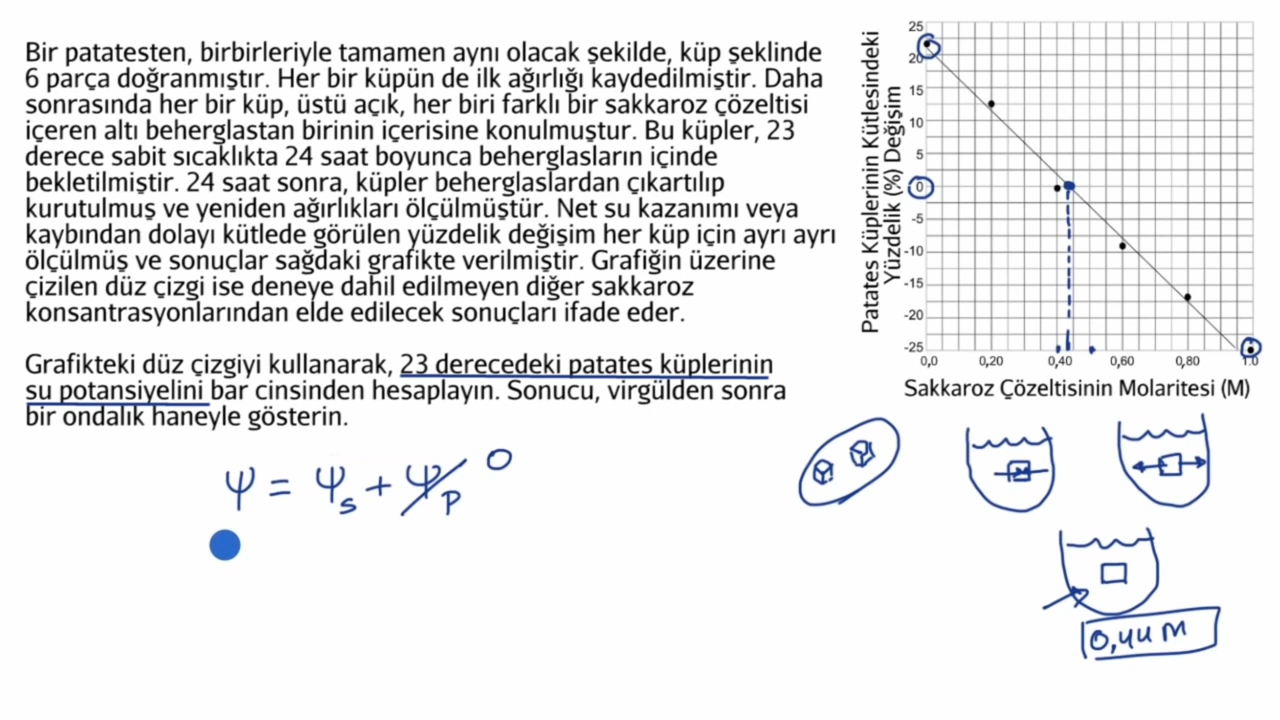 Bir patatesten, birbirleriyle tamamen aynı olacak şekilde, küp şeklinde
6 parça doğranmıştır. Her bir küpün de ilk ağırlığı kaydedilmiştir. Daha
sonrasında her bir küp, üstü açık, her biri farklı bir sakkaroz çözeltisi
içeren altı beherglastan birinin içerisine konulmuştur. Bu küpler, 23
derece sabit sıcaklıkta 24 saat boyunca beherglasların içinde
bekletilmiştir. 24 saat sonra, küpler beherglaslardan çıkartılıp
kurutulmuş ve yeniden ağırlıkları ölçülmüştür. Net su kazanımı veya
kaybından dolayı kütlede görülen yüzdelik değişim her küp için ayrı ayrı
ölçülmüş ve sonuçlar sağdaki grafikte verilmiştir. Grafiğin üzerine
çizilen düz çizgi ise deneye dahil edilmeyen diğer sakkaroz
konsantrasyonlarından elde edilecek sonuçları ifade eder.
Grafikteki düz çizgiyi kullanarak, 23 derecedeki patates küplerinin
su potansiyelini bar cinsinden hesaplayın. Sonucu, virgülden sonra
bir ondalık haneyle gösterin.
ψ = ψs + ψp 0
Patates Küplerinin Kütlesindeki
Yüzdelik (%) Değişim
25
20
15
10
5
0
-5
-10
-15
-20
-25
0,0 0,20 0,40 0,60 0,80 1.0
Sakkaroz Çözeltisinin Molaritesi (M)
0,44 M